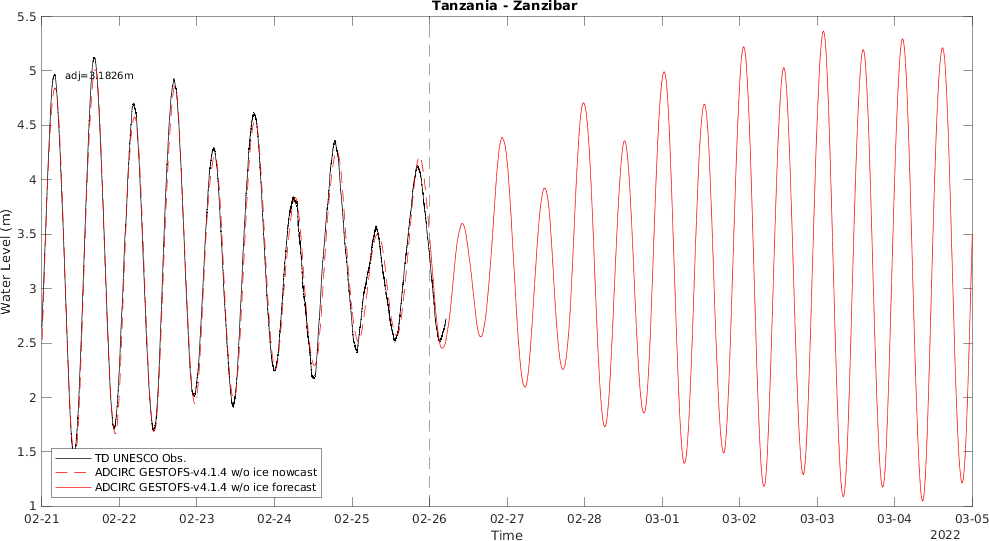 Tanzania - Zanzibar
5.5
5
4.5
4
3.5
3
2.5
2
1.5
1
Water Level (m)
adj=3.1826m
TD UNESCO Obs.
ADCIRC GESTOFS-v4.1.4 w/o ice nowcast
ADCIRC GESTOFS-v4.1.4 w/o ice forecast
02-21 02-22 02-23 02-24 02-25 02-26 02-27 02-28 03-01 03-02 03-03 03-04 03-05
Time
2022